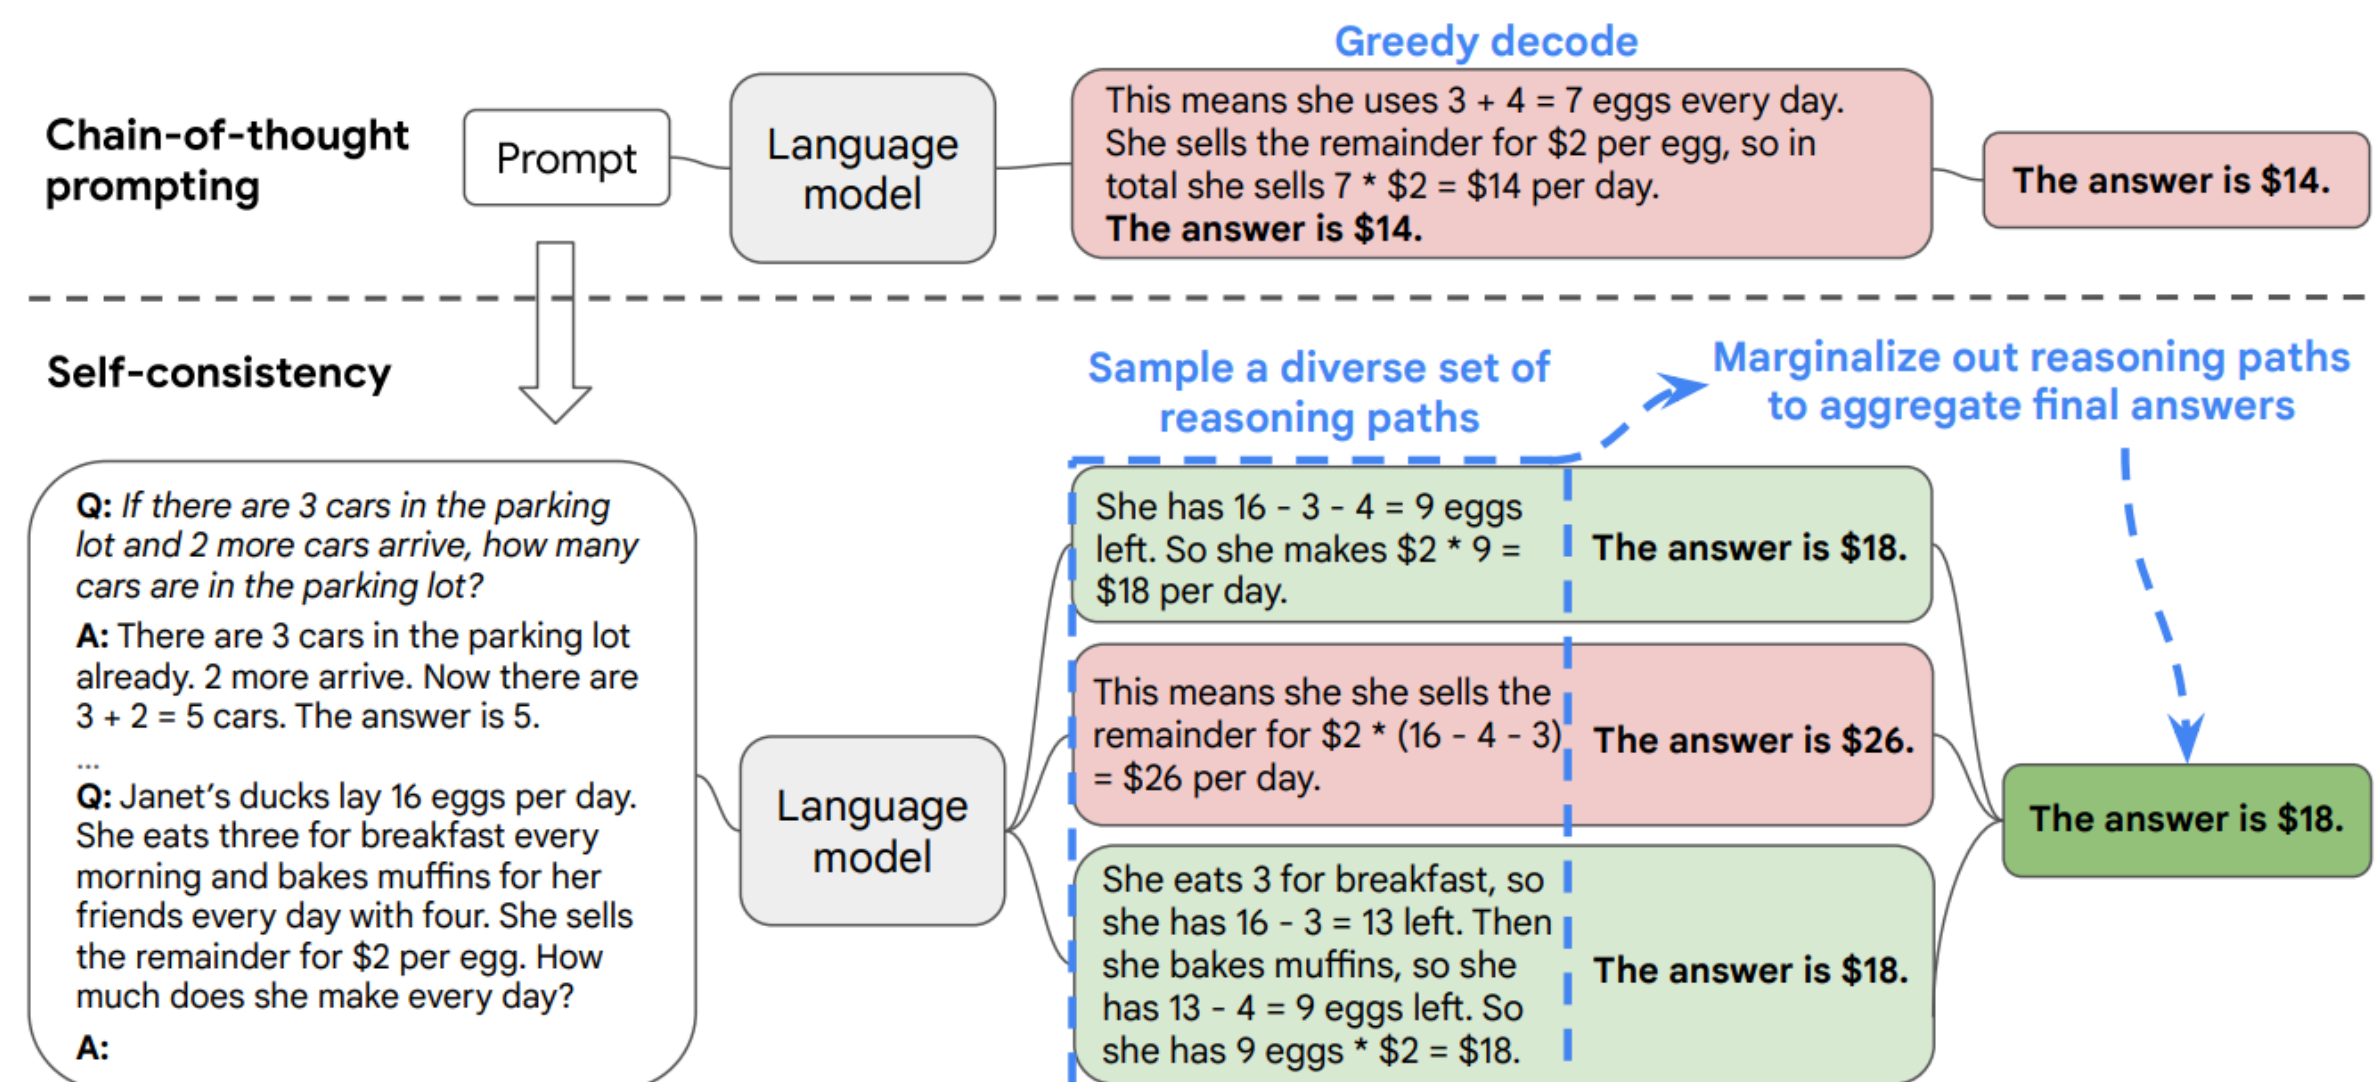 Greedy decode
Chain-of-thought
prompting
Prompt
Language
model
This means she uses 3 + 4 = 7 eggs every day.
She sells the remainder for $2 per egg, so in
total she sells 7 * $2 = $14 per day.
The answer is $14.
The answer is $14.
Self-consistency
Sample a diverse set of
reasoning paths
Marginalize out reasoning paths
to aggregate final answers
Q: If there are 3 cars in the parking
lot and 2 more cars arrive, how many
cars are in the parking lot?
A: There are 3 cars in the parking lot
already. 2 more arrive. Now there are
3 + 2 = 5 cars. The answer is 5.
...
Q: Janet's ducks lay 16 eggs per day.
She eats three for breakfast every
morning and bakes muffins for her
friends every day with four. She sells
the remainder for $2 per egg. How
much does she make every day?
A:
Language
model
She has 16 - 3 - 4 = 9 eggs
left. So she makes $2 * 9 =
$18 per day.
The answer is $18.
This means she she sells the
remainder for $2 * (16 - 4 - 3)
= $26 per day.
The answer is $26.
She eats 3 for breakfast, so
she has 16 - 3 = 13 left. Then
she bakes muffins, so she
has 13 - 4 = 9 eggs left. So
she has 9 eggs * $2 = $18.
The answer is $18.
The answer is $18.